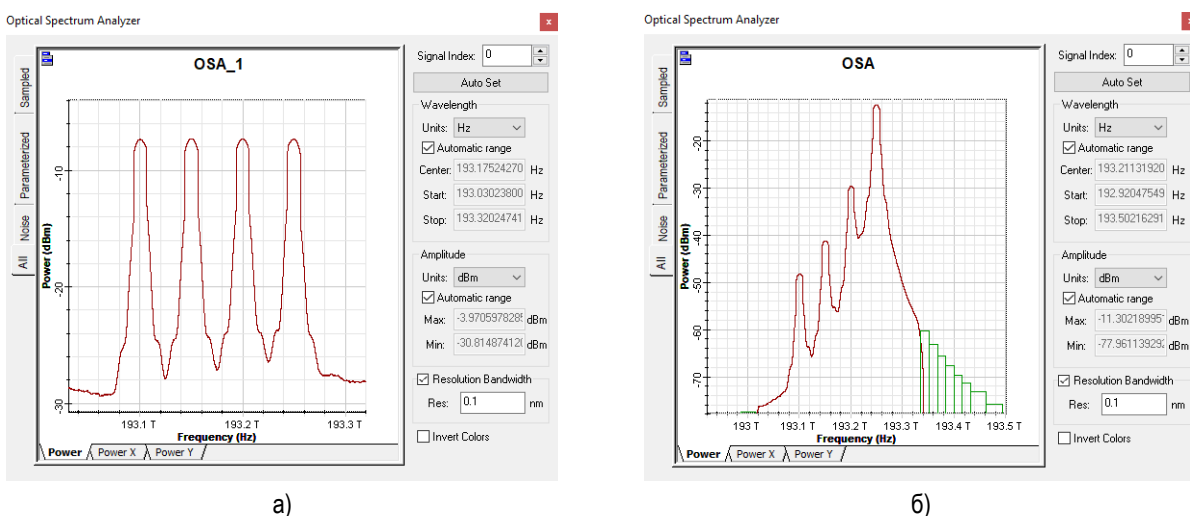 Optical Spectrum Analyzer
x
OSA_1
Sampled
Parameterized
Noise
All
Power (dBm)
-10
-20
-30
193.1 T
193.2 T
193.3 T
Frequency (Hz)
Power
Power X
Power Y
Signal Index:
0
Auto Set
Wavelength
Units:
Hz
Automatic range
Center:
193.17524270
Hz
Start:
193.03023800
Hz
Stop:
193.32024741
Hz
Amplitude
Units:
dBm
Automatic range
Max:
-3.970597828
dBm
Min:
-30.81487412
dBm
Resolution Bandwidth
Res:
0.1
nm
Invert Colors
а)
Optical Spectrum Analyzer
x
OSA
Sampled
Parameterized
Noise
All
Power (dBm)
-20
-30
-40
-50
-60
-70
193 T
193.1 T
193.2 T
193.3 T
193.4 T
193.5 T
Frequency (Hz)
Power
Power X
Power Y
Signal Index:
0
Auto Set
Wavelength
Units:
Hz
Automatic range
Center:
193.21131920
Hz
Start:
192.92047549
Hz
Stop:
193.50216291
Hz
Amplitude
Units:
dBm
Automatic range
Max:
-11.30218995
dBm
Min:
-77.96113929
dBm
Resolution Bandwidth
Res:
0.1
nm
Invert Colors
б)